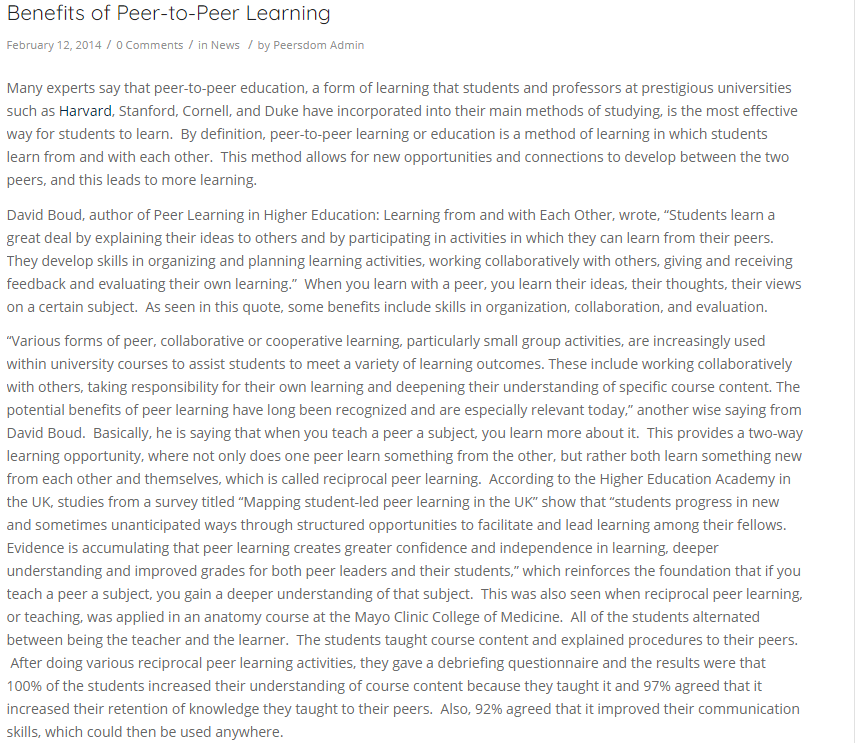 Benefits of Peer-to-Peer Learning
February 12, 2014 / 0 Comments / in News / by Peersdom Admin
Many experts say that peer-to-peer education, a form of learning that students and professors at prestigious universities
such as Harvard, Stanford, Cornell, and Duke have incorporated into their main methods of studying, is the most effective
way for students to learn.  By definition, peer-to-peer learning or education is a method of learning in which students
learn from and with each other.  This method allows for new opportunities and connections to develop between the two
peers, and this leads to more learning.
David Boud, author of Peer Learning in Higher Education: Learning from and with Each Other, wrote, “Students learn a
great deal by explaining their ideas to others and by participating in activities in which they can learn from their peers.
They develop skills in organizing and planning learning activities, working collaboratively with others, giving and receiving
feedback and evaluating their own learning.”  When you learn with a peer, you learn their ideas, their thoughts, their views
on a certain subject.  As seen in this quote, some benefits include skills in organization, collaboration, and evaluation.
“Various forms of peer, collaborative or cooperative learning, particularly small group activities, are increasingly used
within university courses to assist students to meet a variety of learning outcomes. These include working collaboratively
with others, taking responsibility for their own learning and deepening their understanding of specific course content. The
potential benefits of peer learning have long been recognized and are especially relevant today,” another wise saying from
David Boud.  Basically, he is saying that when you teach a peer a subject, you learn more about it.  This provides a two-way
learning opportunity, where not only does one peer learn something from the other, but rather both learn something new
from each other and themselves, which is called reciprocal peer learning.  According to the Higher Education Academy in
the UK, studies from a survey titled “Mapping student-led peer learning in the UK” show that “students progress in new
and sometimes unanticipated ways through structured opportunities to facilitate and lead learning among their fellows.
Evidence is accumulating that peer learning creates greater confidence and independence in learning, deeper
understanding and improved grades for both peer leaders and their students,” which reinforces the foundation that if you
teach a peer a subject, you gain a deeper understanding of that subject.  This was also seen when reciprocal peer learning,
or teaching, was applied in an anatomy course at the Mayo Clinic College of Medicine.  All of the students alternated
between being the teacher and the learner.  The students taught course content and explained procedures to their peers.
After doing various reciprocal peer learning activities, they gave a debriefing questionnaire and the results were that
100% of the students increased their understanding of course content because they taught it and 97% agreed that it
increased their retention of knowledge they taught to their peers.  Also, 92% agreed that it improved their communication
skills, which could then be used anywhere.